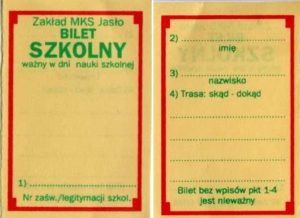 Zakład MKS Jasło
BILET
SZKOLNY
ważny w dni nauki szkolnej
1)
Nr zaśw./legitymacji szkol.
2)
imię
3)
nazwisko
4) Trasa: skąd - dokąd
Bilet bez wpisów pkt 1-4
jest nieważny